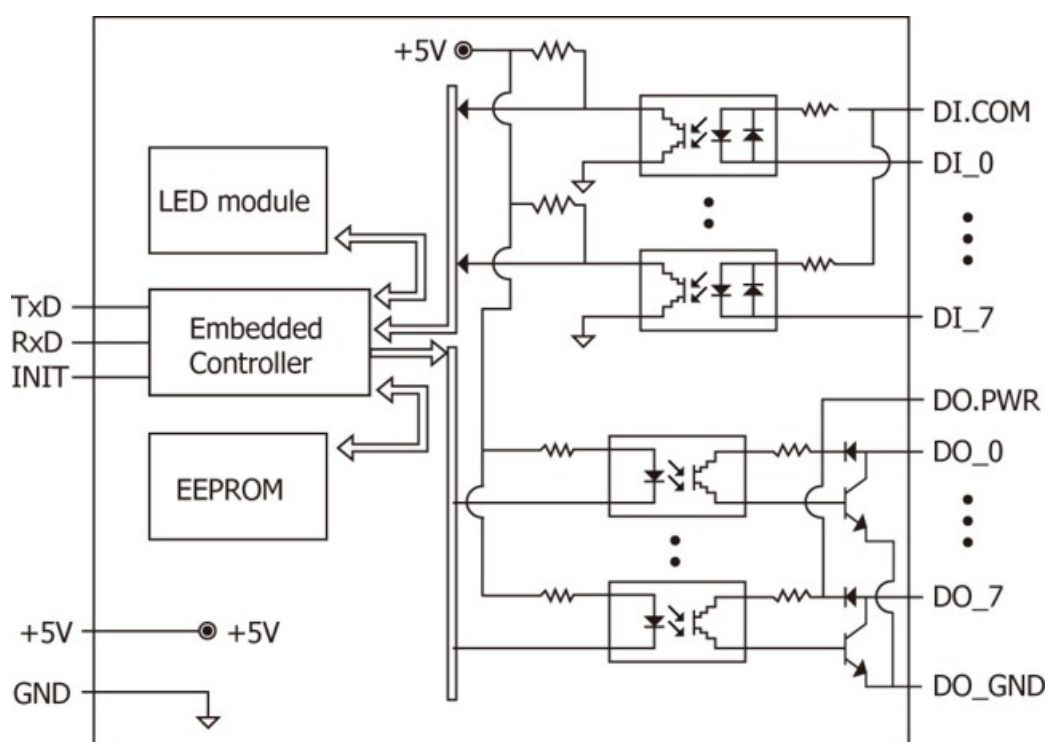 +5V
DI.COM
DI_0
LED module
TxD
RxD
INIT
Embedded
Controller
DI_7
DO.PWR
DO_0
EEPROM
DO_7
+5V
+5V
GND
DO_GND